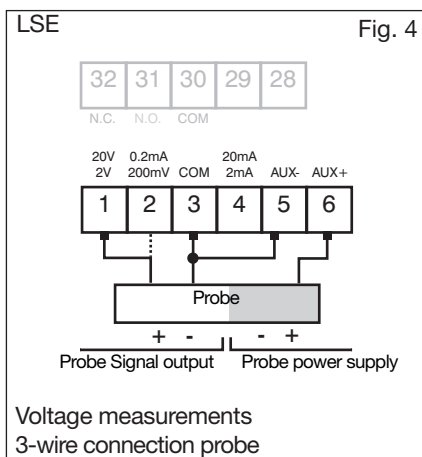 LSE Fig. 4
32 31 30 29 28
N.C. N.O. COM
20V 0.2mA 20mA
2V 200mV COM 2mA AUX- AUX+
1 2 3 4 5 6
Probe
+ - - +
Probe Signal output Probe power supply
Voltage measurements
3-wire connection probe